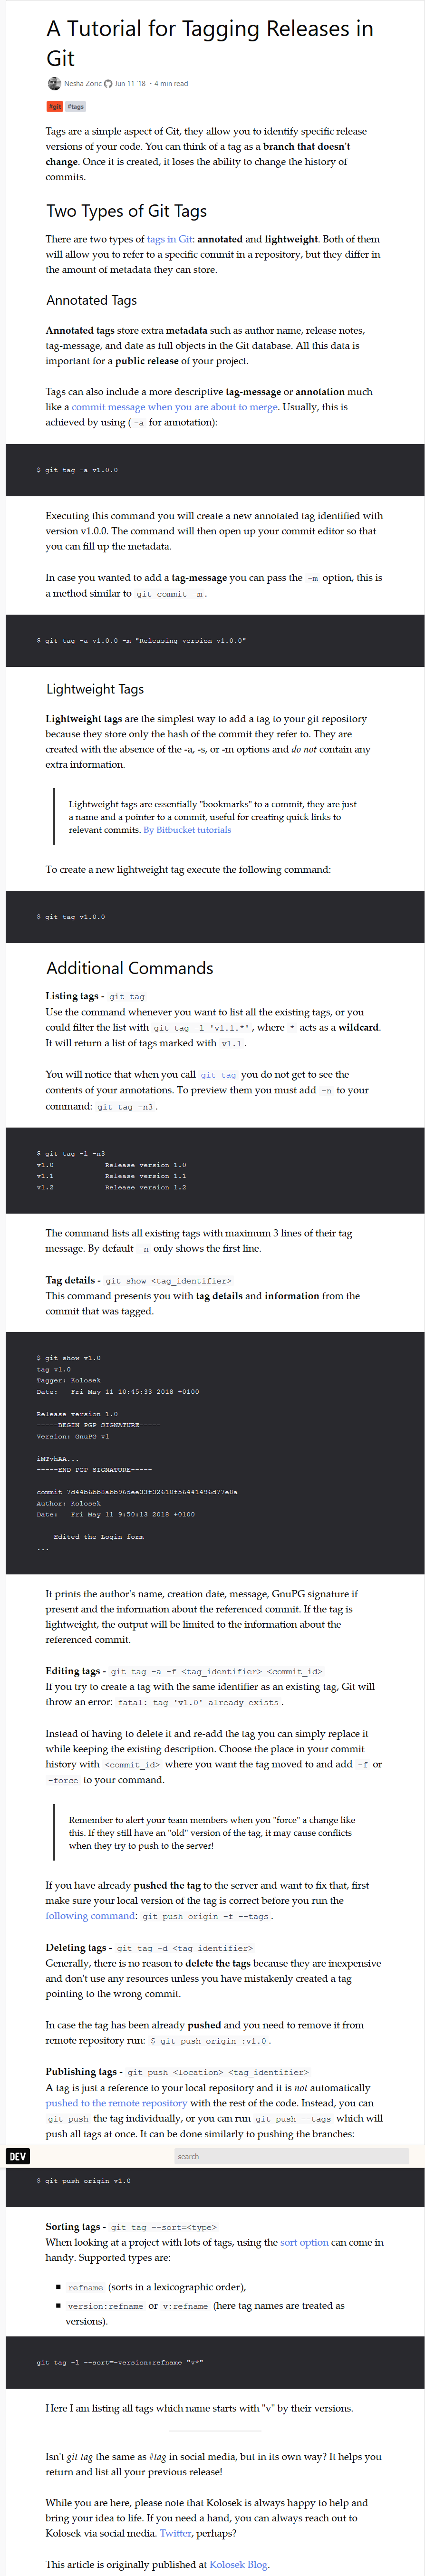 A Tutorial for Tagging Releases in
Git
Nesha Zoric Jun 11 '18 ・4 min read
#git #tags
Tags are a simple aspect of Git, they allow you to identify specific release
versions of your code. You can think of a tag as a branch that doesn't
change. Once it is created, it loses the ability to change the history of
commits.
Two Types of Git Tags
There are two types of tags in Git: annotated and lightweight. Both of them
will allow you to refer to a specific commit in a repository, but they differ in
the amount of metadata they can store.
Annotated Tags
Annotated tags store extra metadata such as author name, release notes,
tag-message, and date as full objects in the Git database. All this data is
important for a public release of your project.
Tags can also include a more descriptive tag-message or annotation much
like a commit message when you are about to merge. Usually, this is
achieved by using ( -a for annotation):
$ git tag -a v1.0.0
Executing this command you will create a new annotated tag identified with
version v1.0.0. The command will then open up your commit editor so that
you can fill up the metadata.
In case you wanted to add a tag-message you can pass the -m option, this is
a method similar to git commit -m.
$ git tag -a v1.0.0 -m "Releasing version v1.0.0"
Lightweight Tags
Lightweight tags are the simplest way to add a tag to your git repository
because they store only the hash of the commit they refer to. They are
created with the absence of the -a, -s, or -m options and do not contain any
extra information.
Lightweight tags are essentially "bookmarks" to a commit, they are just
a name and a pointer to a commit, useful for creating quick links to
relevant commits. By Bitbucket tutorials
To create a new lightweight tag execute the following command:
$ git tag v1.0.0
Additional Commands
Listing tags - git tag
Use the command whenever you want to list all the existing tags, or you
could filter the list with git tag -l 'v1.1.*', where * acts as a wildcard.
It will return a list of tags marked with v1.1.
You will notice that when you call git tag you do not get to see the
contents of your annotations. To preview them you must add -n to your
command: git tag -n3.
$ git tag -l -n3
v1.0 Release version 1.0
v1.1 Release version 1.1
v1.2 Release version 1.2
The command lists all existing tags with maximum 3 lines of their tag
message. By default -n only shows the first line.
Tag details - git show <tag_identifier>
This command presents you with tag details and information from the
commit that was tagged.
$ git show v1.0
tag v1.0
Tagger: Kolosek
Date: Fri May 11 10:45:33 2018 +0100
Release version 1.0
-----BEGIN PGP SIGNATURE-----
Version: GnuPG v1
iMTvhAA...
-----END PGP SIGNATURE-----
commit 7d44b6bb8abb96dee33f32610f56441496d77e8a
Author: Kolosek
Date: Fri May 11 9:50:13 2018 +0100
Edited the Login form
...
It prints the author's name, creation date, message, GnuPG signature if
present and the information about the referenced commit. If the tag is
lightweight, the output will be limited to the information about the
referenced commit.
Editing tags - git tag -a -f <tag_identifier> <commit_id>
If you try to create a tag with the same identifier as an existing tag, Git will
throw an error: fatal: tag 'v1.0' already exists.
Instead of having to delete it and re-add the tag you can simply replace it
while keeping the existing description. Choose the place in your commit
history with <commit_id> where you want the tag moved to and add -f or
-force to your command.
Remember to alert your team members when you "force" a change like
this. If they still have an "old" version of the tag, it may cause conflicts
when they try to push to the server!
If you have already pushed the tag to the server and want to fix that, first
make sure your local version of the tag is correct before you run the
following command: git push origin -f --tags.
Deleting tags - git tag -d <tag_identifier>
Generally, there is no reason to delete the tags because they are inexpensive
and don't use any resources unless you have mistakenly created a tag
pointing to the wrong commit.
In case the tag has been already pushed and you need to remove it from
remote repository run: $ git push origin :v1.0.
Publishing tags - git push <location> <tag_identifier>
A tag is just a reference to your local repository and it is not automatically
pushed to the remote repository with the rest of the code. Instead, you can
git push the tag individually, or you can run git push --tags which will
push all tags at once. It can be done similarly to pushing the branches:
DEV search
$ git push origin v1.0
Sorting tags - git tag --sort=<type>
When looking at a project with lots of tags, using the sort option can come in
handy. Supported types are:
refname (sorts in a lexicographic order),
version:refname or v:refname (here tag names are treated as
versions).
git tag -l --sort=-version:refname "v*"
Here I am listing all tags which name starts with "v" by their versions.
Isn't git tag the same as #tag in social media, but in its own way? It helps you
return and list all your previous release!
While you are here, please note that Kolosek is always happy to help and
bring your idea to life. If you need a hand, you can always reach out to
Kolosek via social media. Twitter, perhaps?
This article is originally published at Kolosek Blog.